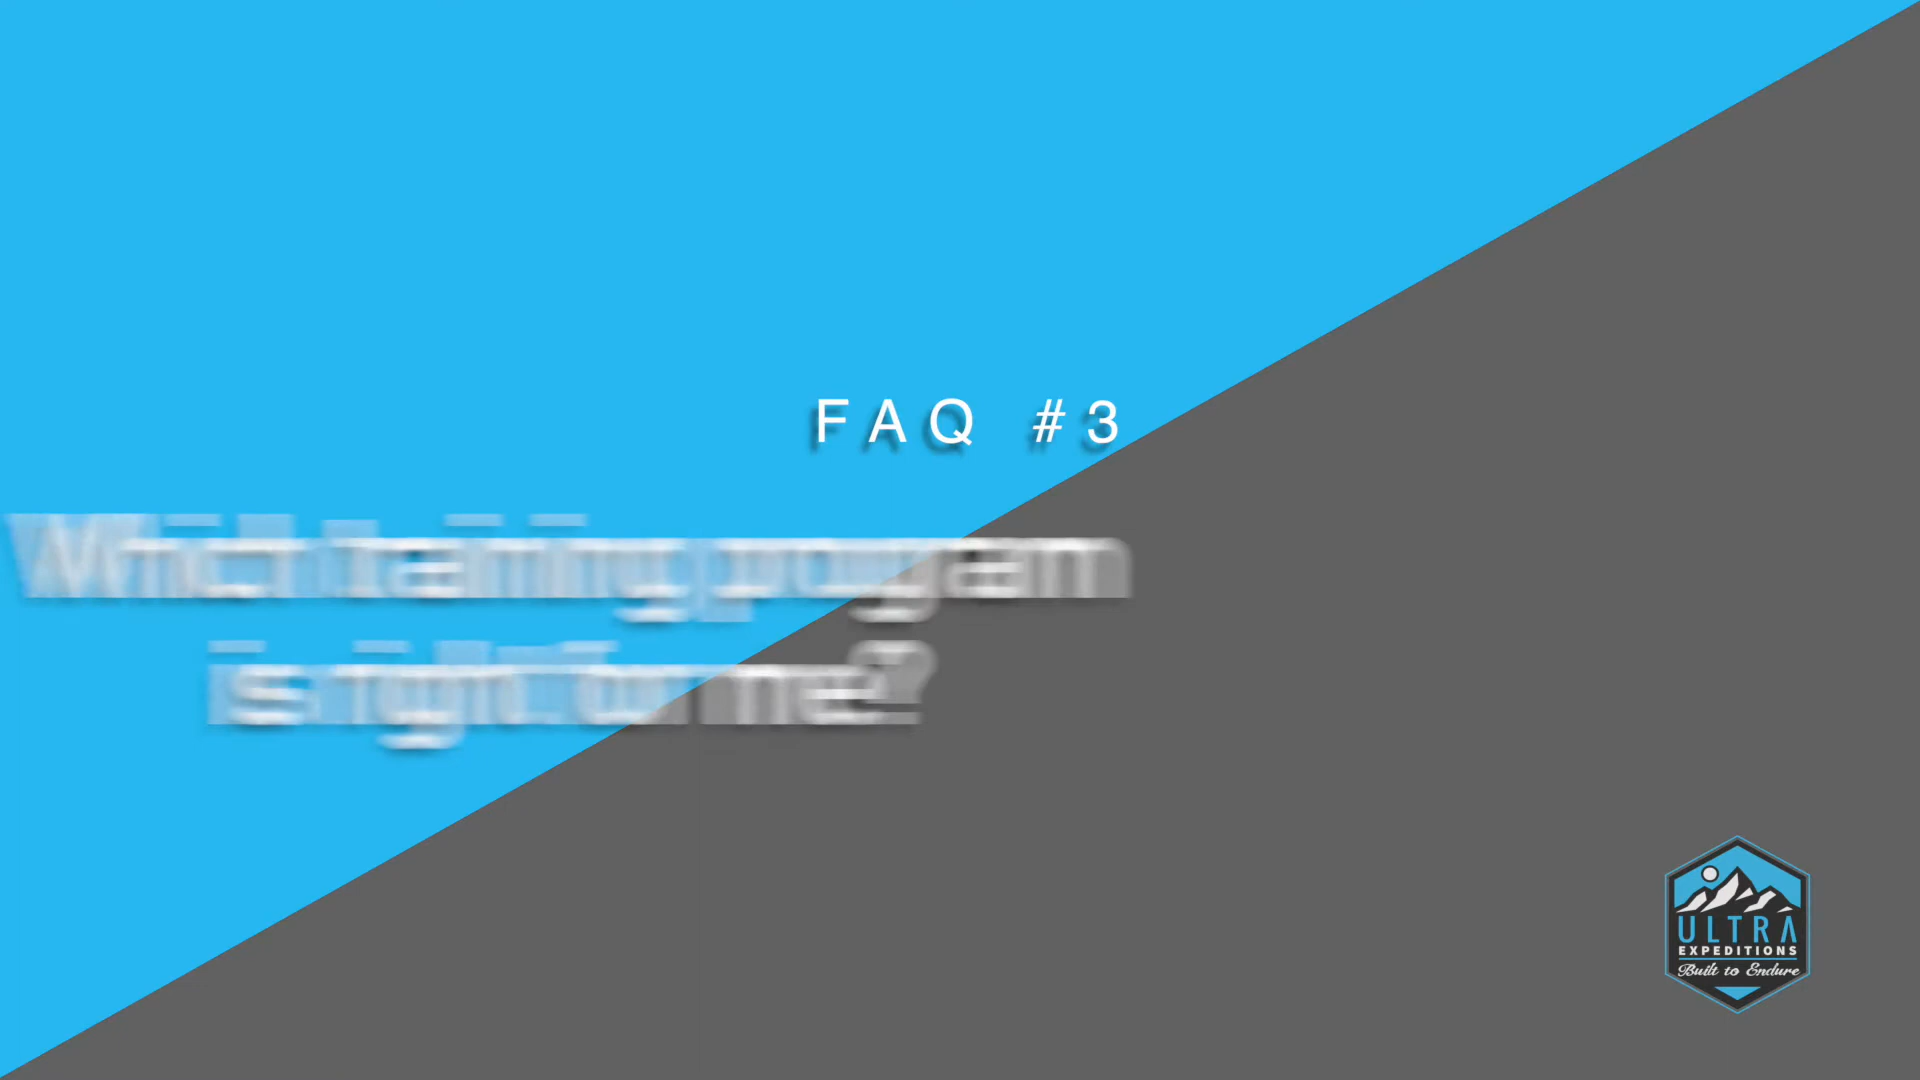 FAQ #3
Which training program
is right for me?
ULTRA
EXPEDITIONS
Built to Endure